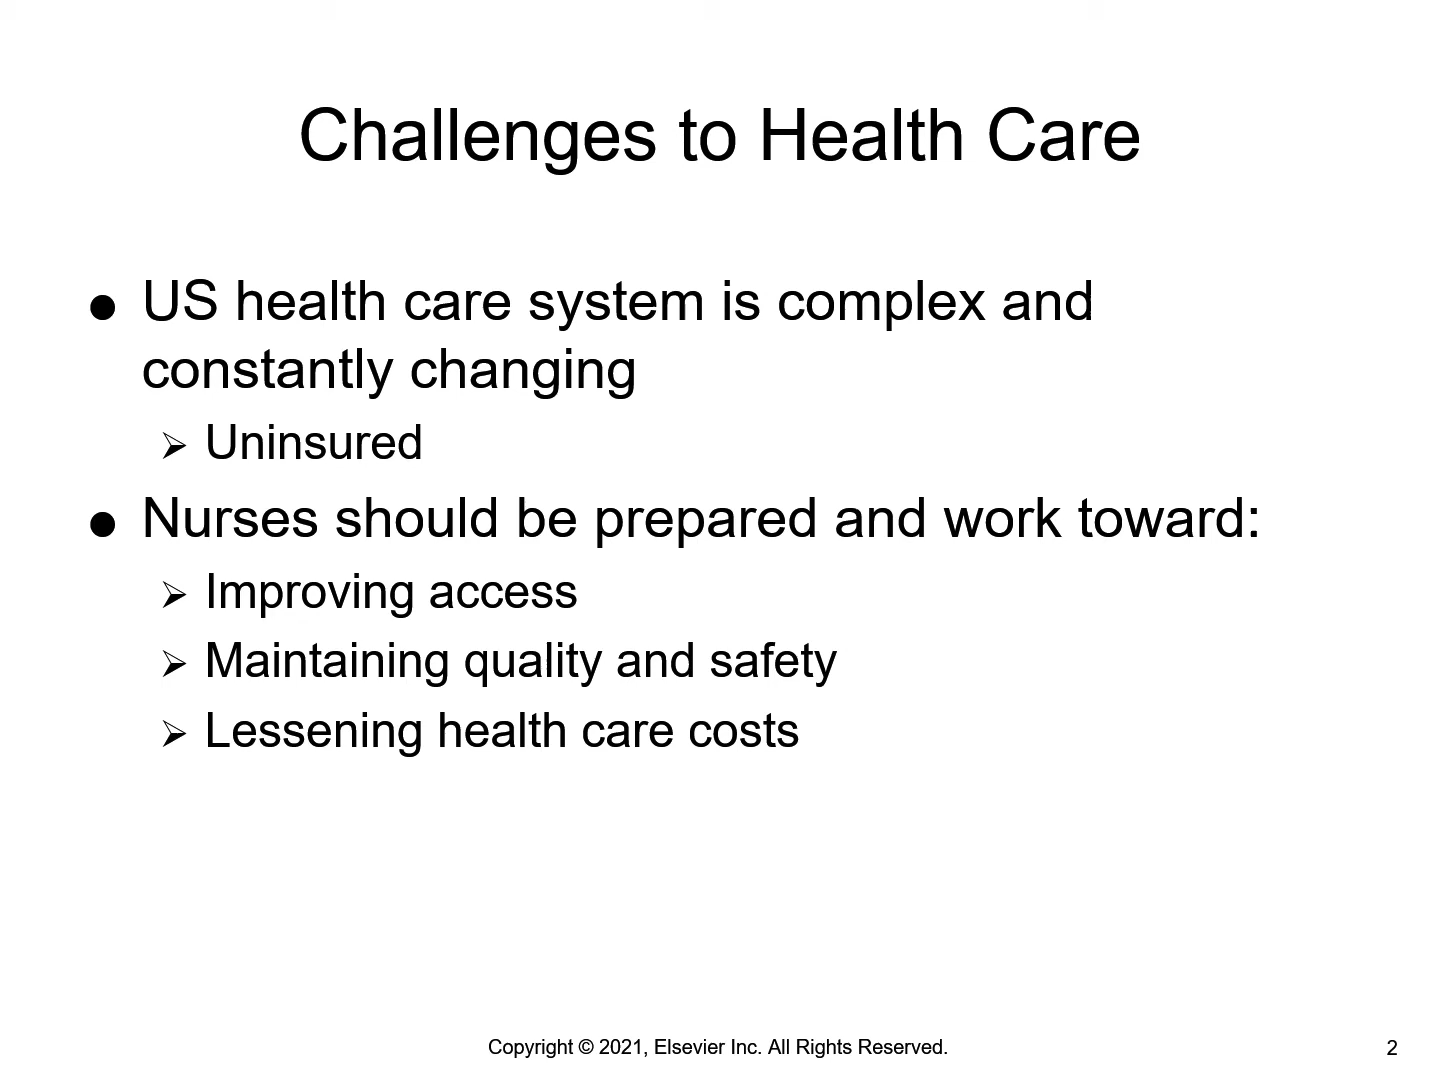 Challenges to Health Care
● US health care system is complex and
constantly changing
➢ Uninsured
● Nurses should be prepared and work toward:
➢ Improving access
➢ Maintaining quality and safety
➢ Lessening health care costs
Copyright © 2021, Elsevier Inc. All Rights Reserved.
2